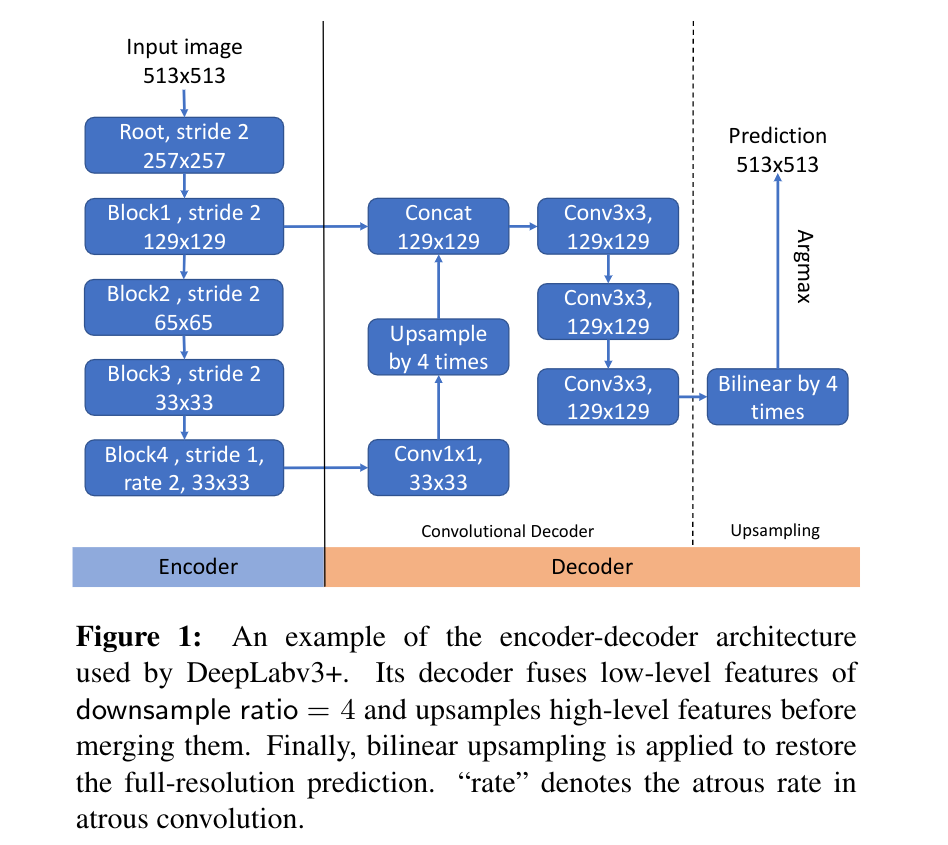 Input image
513x513
Root, stride 2
257x257
Block1 , stride 2
129x129
Block2 , stride 2
65x65
Block3 , stride 2
33x33
Block4 , stride 1,
rate 2, 33x33
Concat
129x129
Upsample
by 4 times
Conv1x1,
33x33
Conv3x3,
129x129
Conv3x3,
129x129
Conv3x3,
129x129
Prediction
513x513
Argmax
Bilinear by 4
times
Convolutional Decoder
Upsampling
Encoder
Decoder
Figure 1: An example of the encoder-decoder architecture
used by DeepLabv3+. Its decoder fuses low-level features of
downsample ratio = 4 and upsamples high-level features before
merging them. Finally, bilinear upsampling is applied to restore
the full-resolution prediction. “rate” denotes the atrous rate in
atrous convolution.